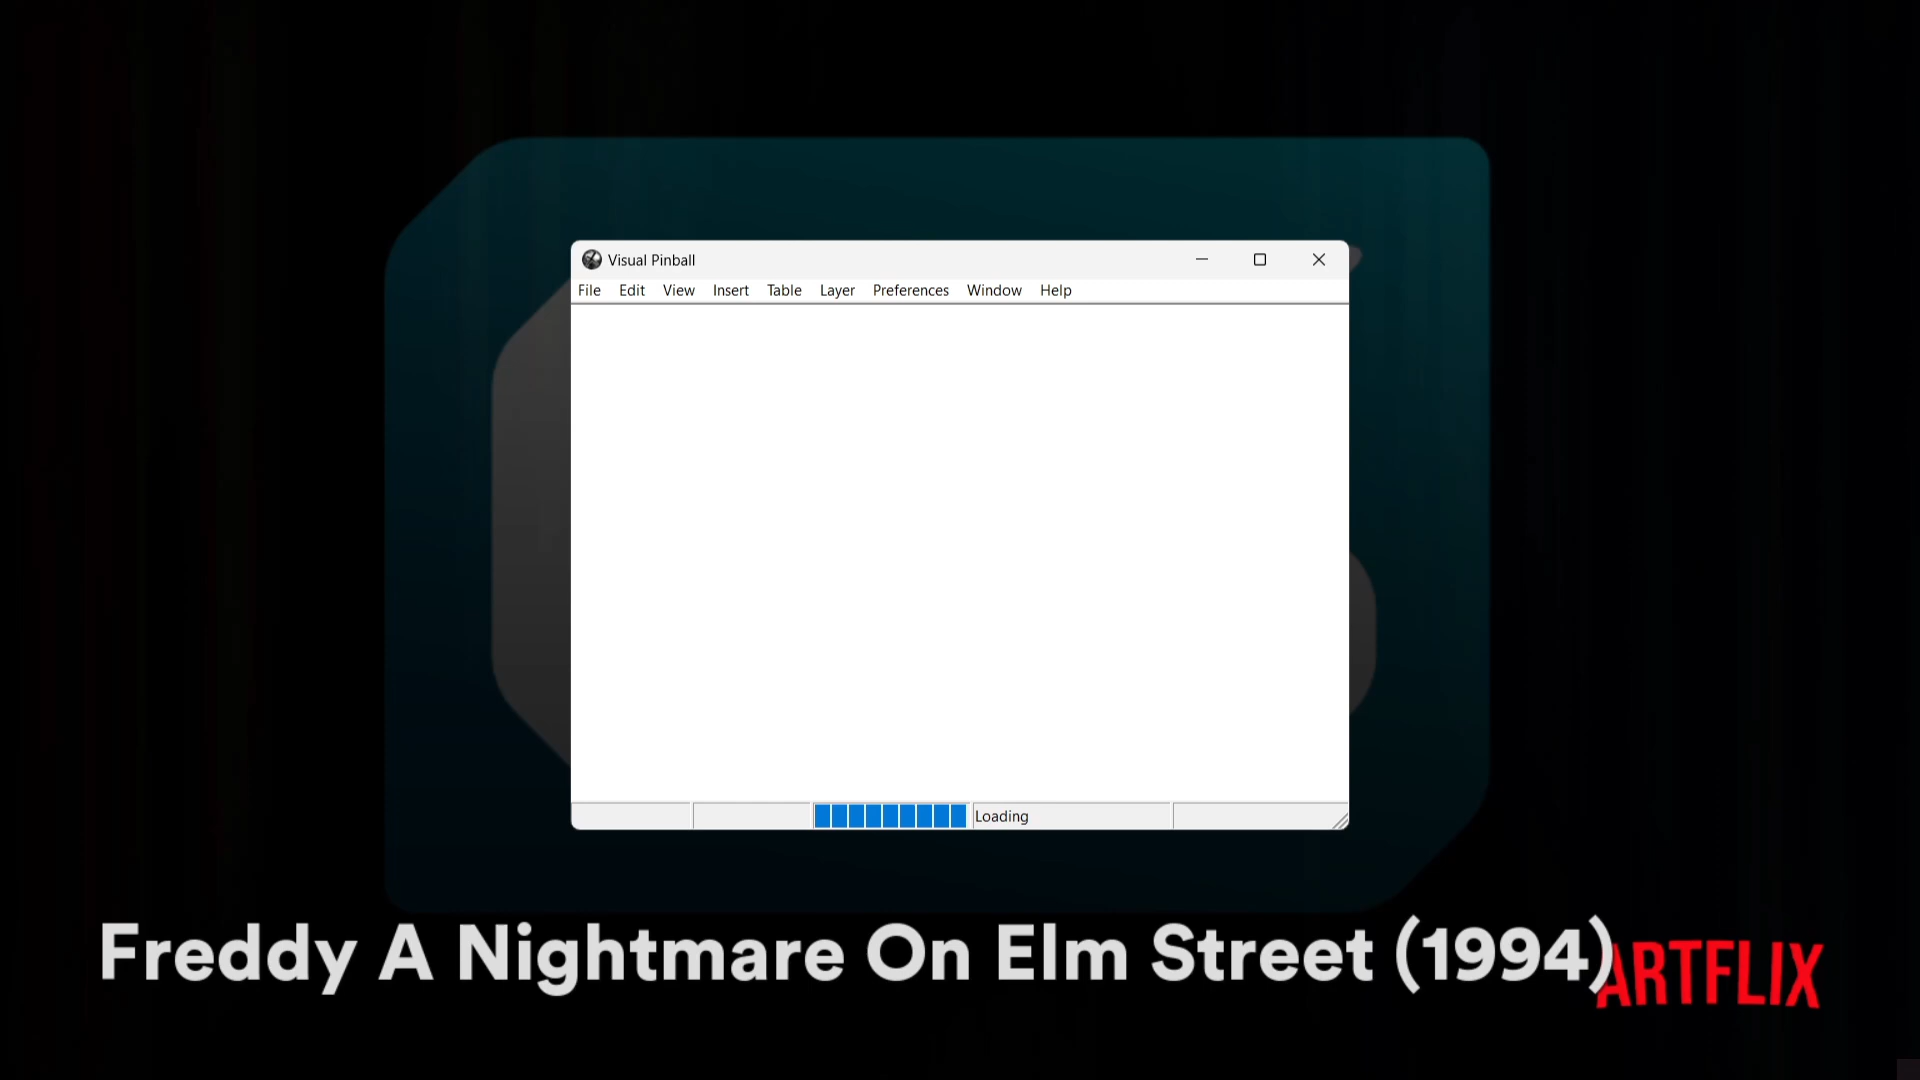 Visual Pinball
File Edit View Insert Table Layer Preferences Window Help
Loading
Freddy A Nightmare On Elm Street (1994)
ARTFLIX